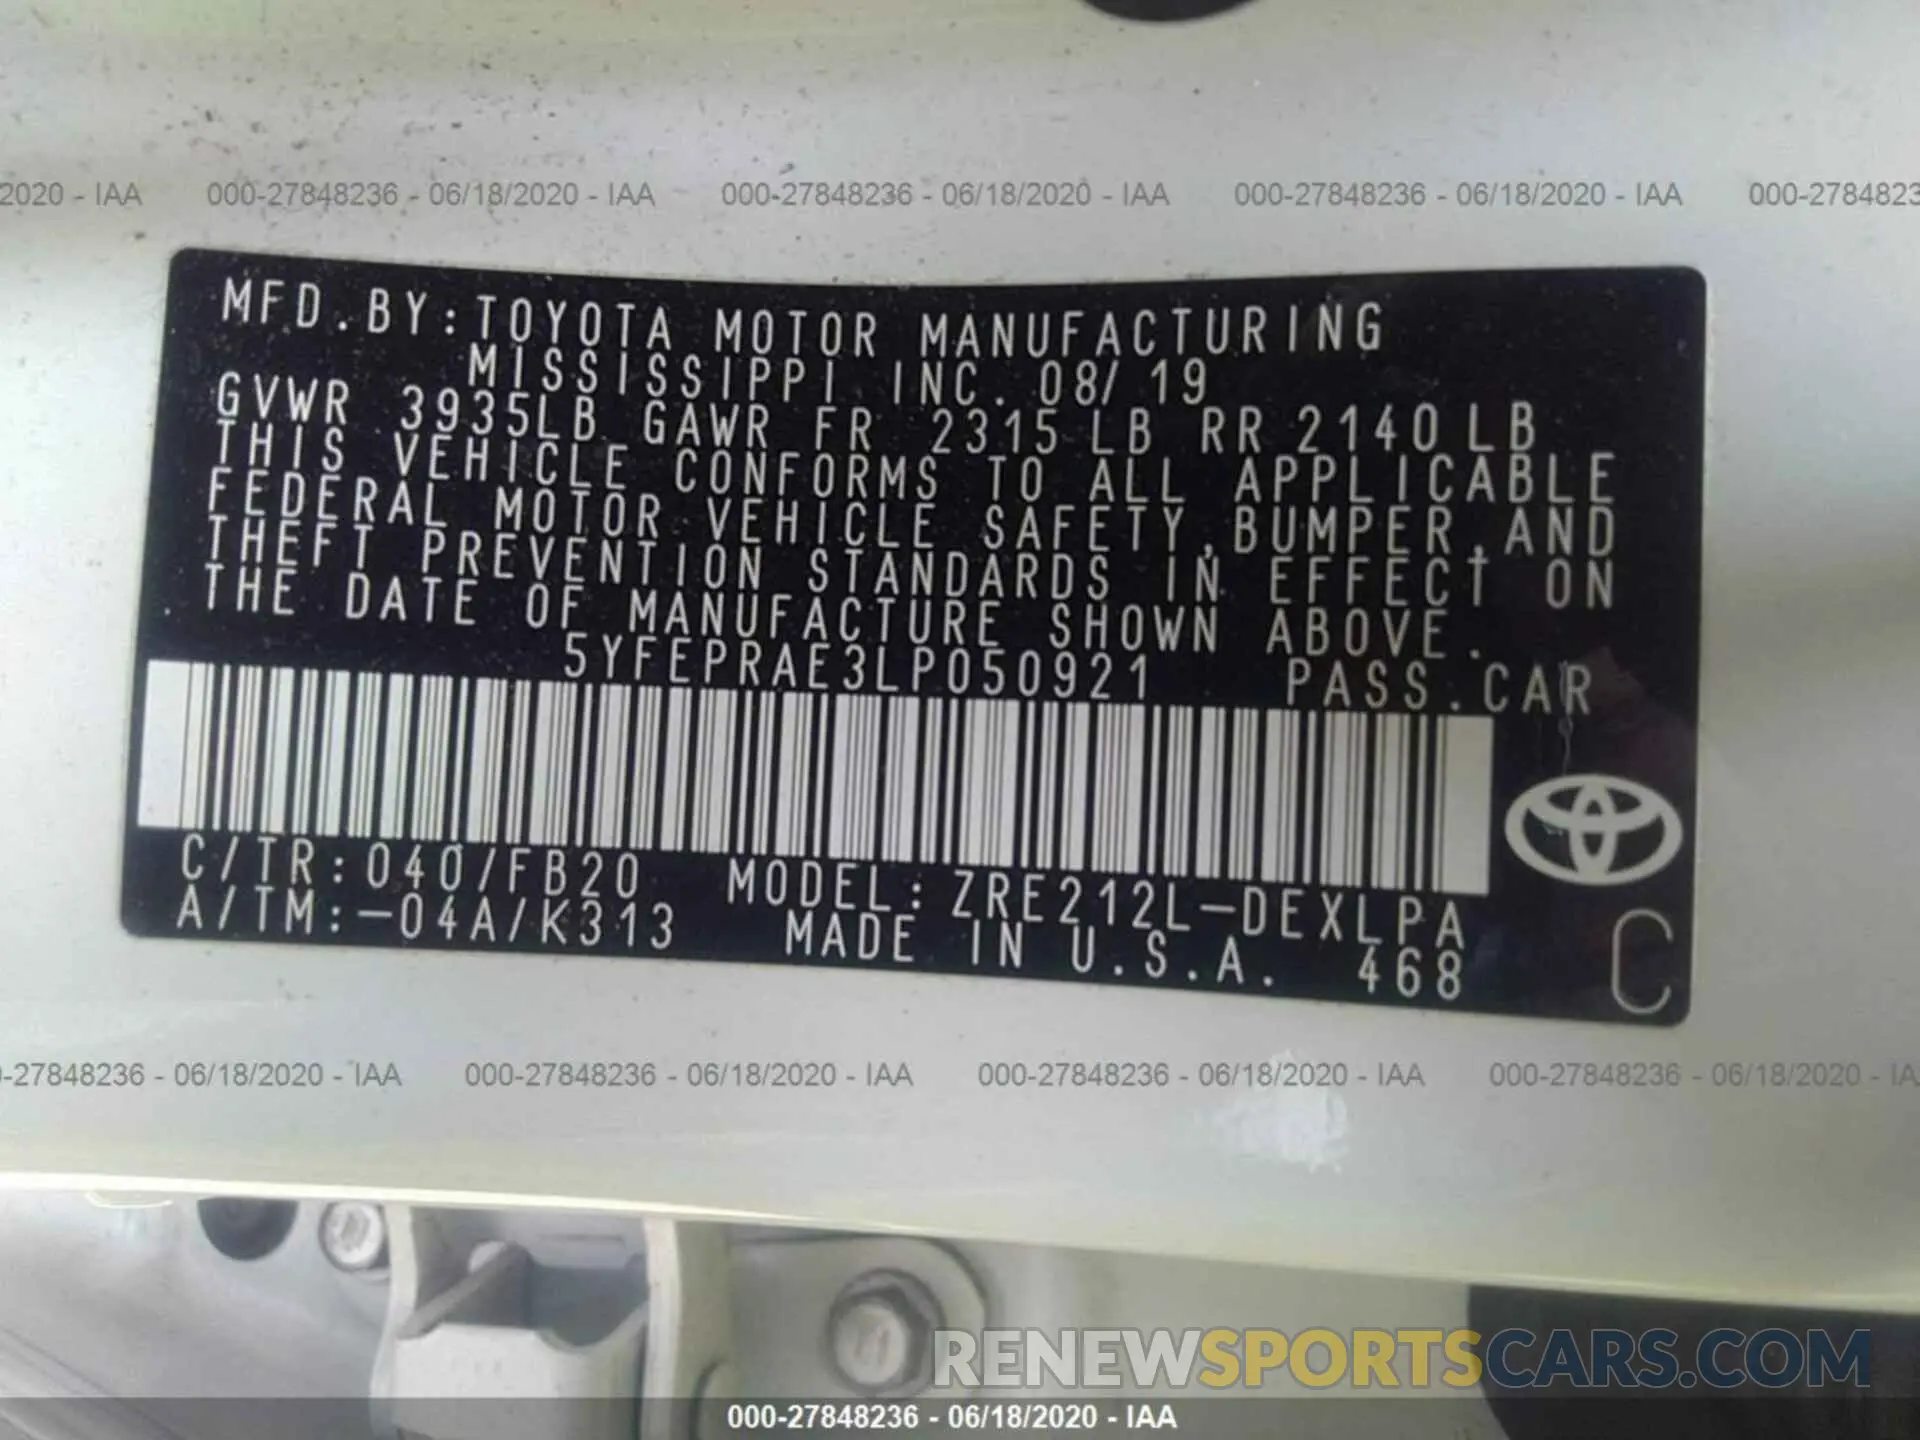 2020 - IAA 000-27848236 - 06/18/2020 - IAA 000-27848236 - 06/18/2020 - IAA 000-27848236 - 06/18/2020 - IAA 000-2784823
MFD.BY:TOYOTA MOTOR MANUFACTURING
MISSISSIPPI INC. 08/19
GVWR 3935LB GAWR FR 2315LB RR 2140LB
THIS VEHICLE CONFORMS TO ALL APPLICABLE
FEDERAL MOTOR VEHICLE SAFETY,BUMPER,AND
THEFT PREVENTION STANDARDS IN EFFECT ON
THE DATE OF MANUFACTURE SHOWN ABOVE.
5YFEPRAE3LP050921 PASS.CAR
C/TR:040/FB20 MODEL:ZRE212L-DEXLPA
A/TM:-04A/K313 MADE IN U.S.A. 468
C
-27848236 - 06/18/2020 - IAA 000-27848236 - 06/18/2020 - IAA 000-27848236 - 06/18/2020 - IAA 000-27848236 - 06/18/2020 - IA
RENEWSPORTSCARS.COM
000-27848236 - 06/18/2020 - IAA